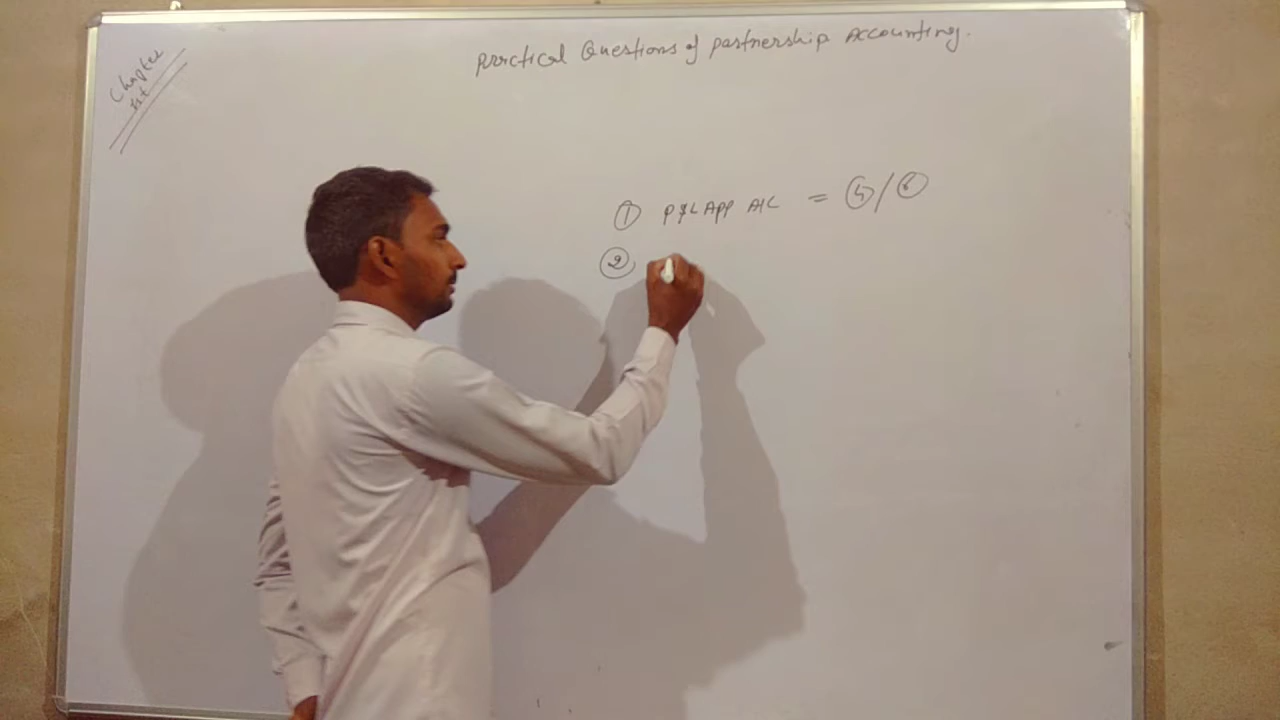 Chapter
1st
Practical Questions of partnership Accounting.
① P&L APP A/C = ⑤/⑥
②